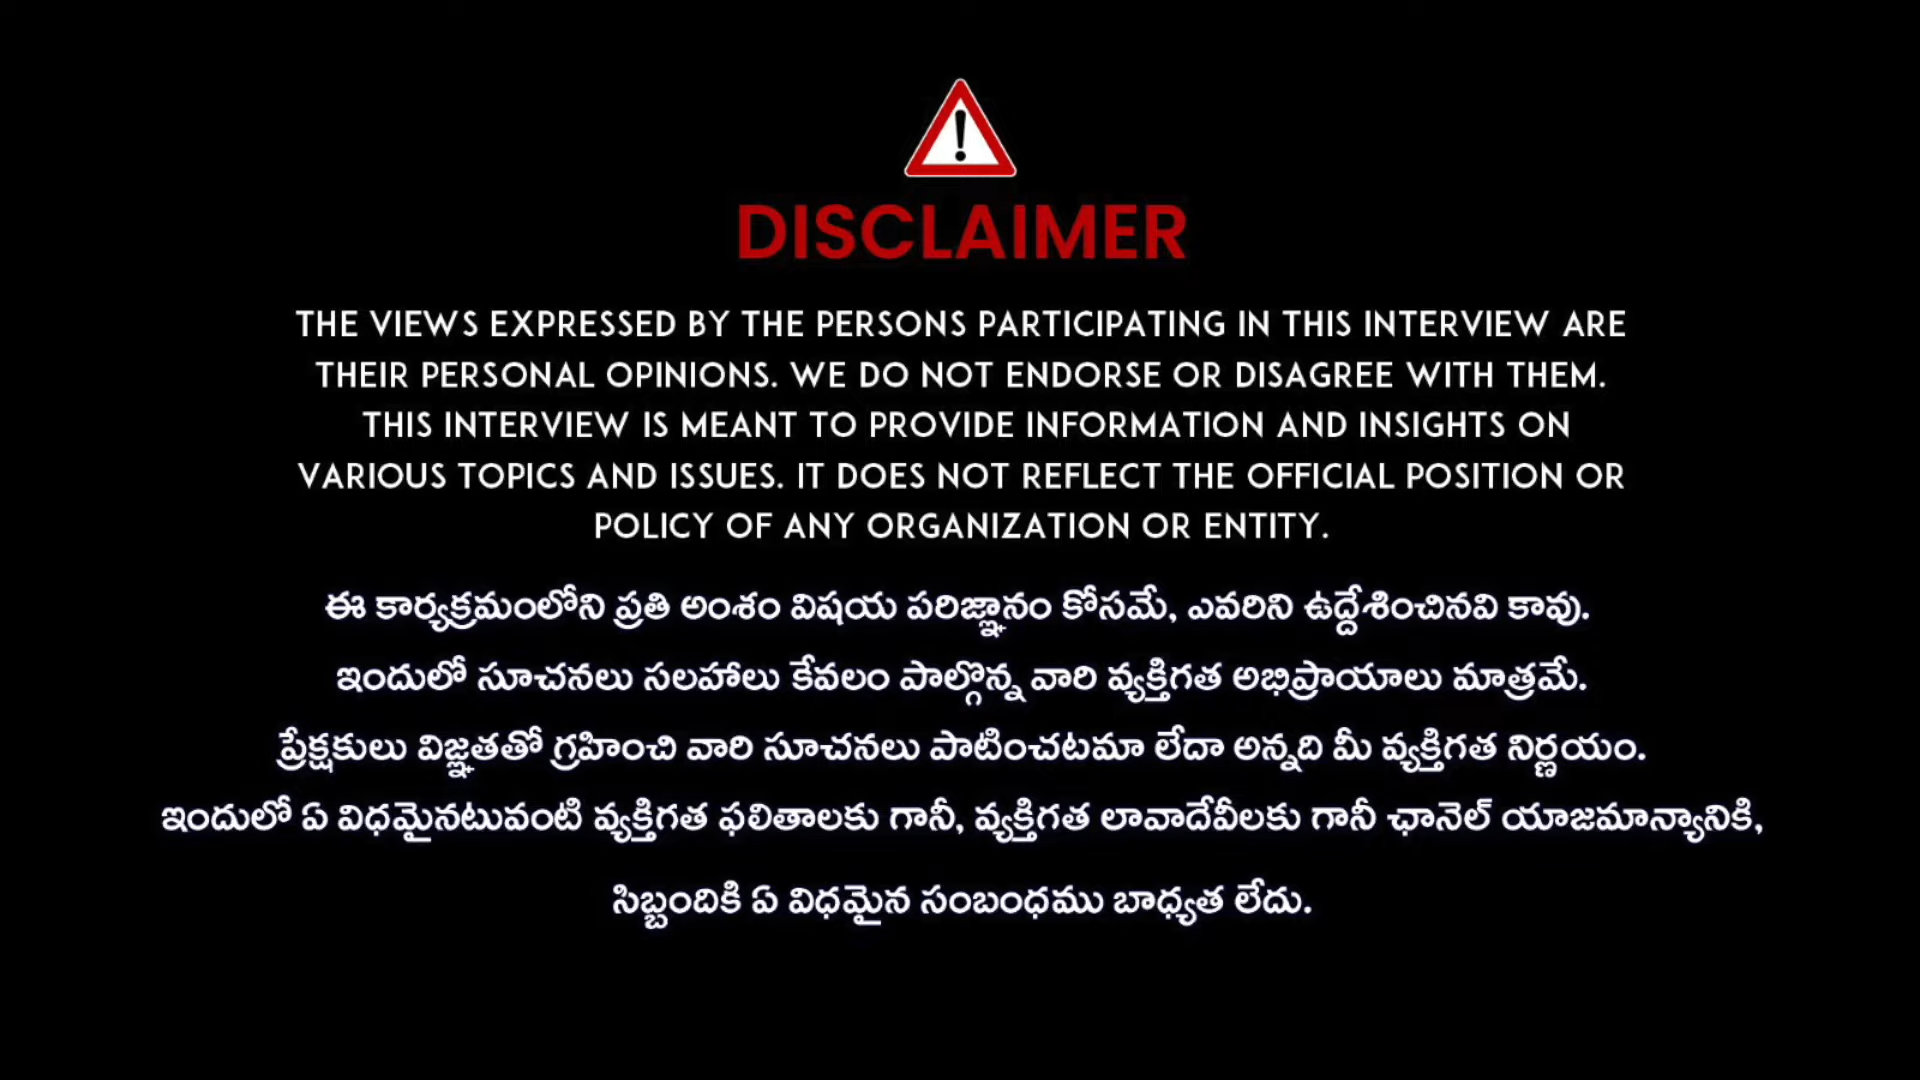 DISCLAIMER
THE VIEWS EXPRESSED BY THE PERSONS PARTICIPATING IN THIS INTERVIEW ARE
THEIR PERSONAL OPINIONS. WE DO NOT ENDORSE OR DISAGREE WITH THEM.
THIS INTERVIEW IS MEANT TO PROVIDE INFORMATION AND INSIGHTS ON
VARIOUS TOPICS AND ISSUES. IT DOES NOT REFLECT THE OFFICIAL POSITION OR
POLICY OF ANY ORGANIZATION OR ENTITY.
ఈ కార్యక్రమంలోని ప్రతి అంశం విషయ పరిజ్ఞానం కోసమే, ఎవరిని ఉద్దేశించినవి కావు.
ఇందులో సూచనలు సలహాలు కేవలం పాల్గొన్న వారి వ్యక్తిగత అభిప్రాయాలు మాత్రమే.
ప్రేక్షకులు విజ్ఞతతో గ్రహించి వారి సూచనలు పాటించటమా లేదా అన్నది మీ వ్యక్తిగత నిర్ణయం.
ఇందులో ఏ విధమైనటువంటి వ్యక్తిగత ఫలితాలకు గానీ, వ్యక్తిగత లావాదేవీలకు గానీ ఛానెల్ యాజమాన్యానికి,
సిబ్బందికి ఏ విధమైన సంబంధము బాధ్యత లేదు.